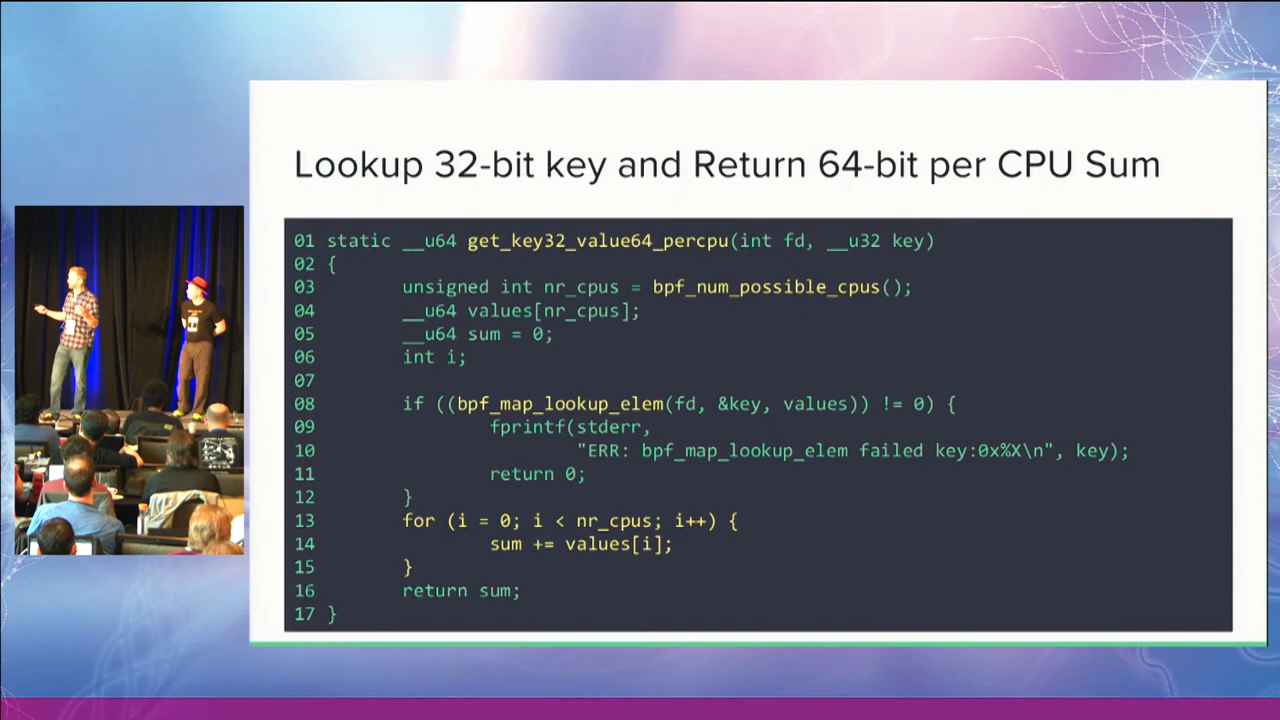 Lookup 32-bit key and Return 64-bit per CPU Sum
01 static __u64 get_key32_value64_percpu(int fd, __u32 key)
02 {
03 unsigned int nr_cpus = bpf_num_possible_cpus();
04 __u64 values[nr_cpus];
05 __u64 sum = 0;
06 int i;
07
08 if ((bpf_map_lookup_elem(fd, &key, values)) != 0) {
09 fprintf(stderr,
10 "ERR: bpf_map_lookup_elem failed key:0x%X\n", key);
11 return 0;
12 }
13 for (i = 0; i < nr_cpus; i++) {
14 sum += values[i];
15 }
16 return sum;
17 }